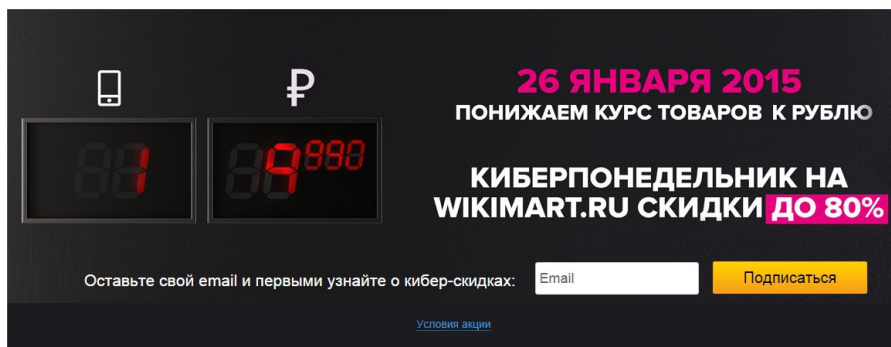 ₽
1
9 990
26 ЯНВАРЯ 2015
ПОНИЖАЕМ КУРС ТОВАРОВ К РУБЛЮ
КИБЕРПОНЕДЕЛЬНИК НА
WIKIMART.RU СКИДКИ ДО 80%
Оставьте свой email и первыми узнайте о кибер-скидках: Email Подписаться
Условия акции